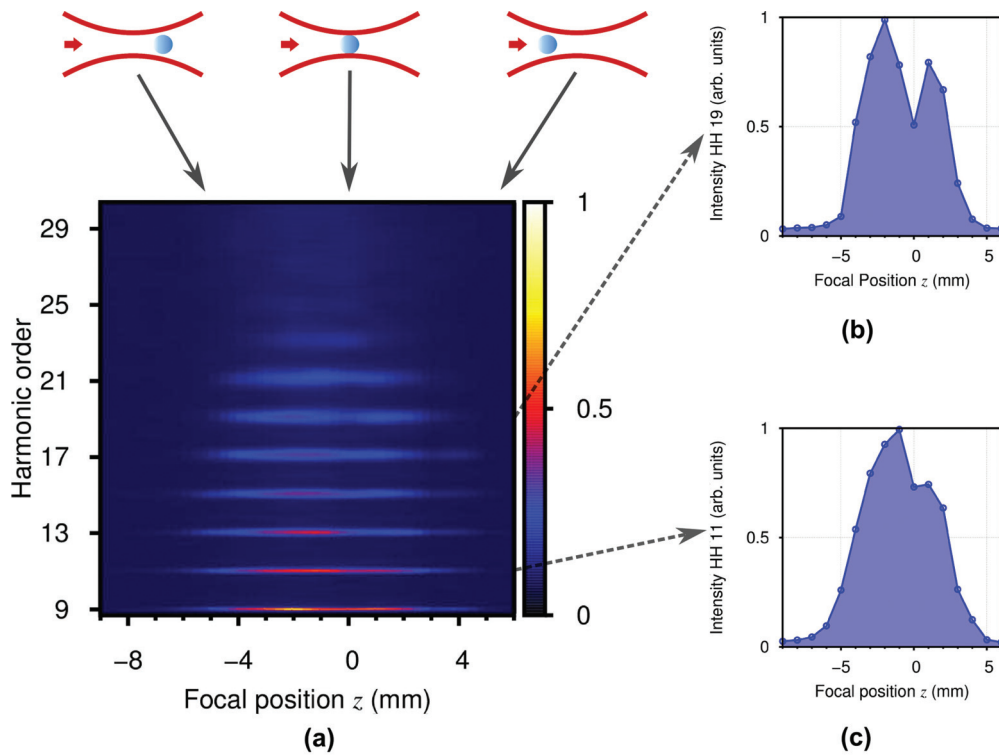 29
25
21
17
13
9
Harmonic order
−8
−4
0
4
Focal position z (mm)
1
0.5
0
(a)
1
0.5
0
Intensity HH 19 (arb. units)
−5
0
5
Focal Position z (mm)
(b)
1
0.5
0
Intensity HH 11 (arb. units)
−5
0
5
Focal position z (mm)
(c)